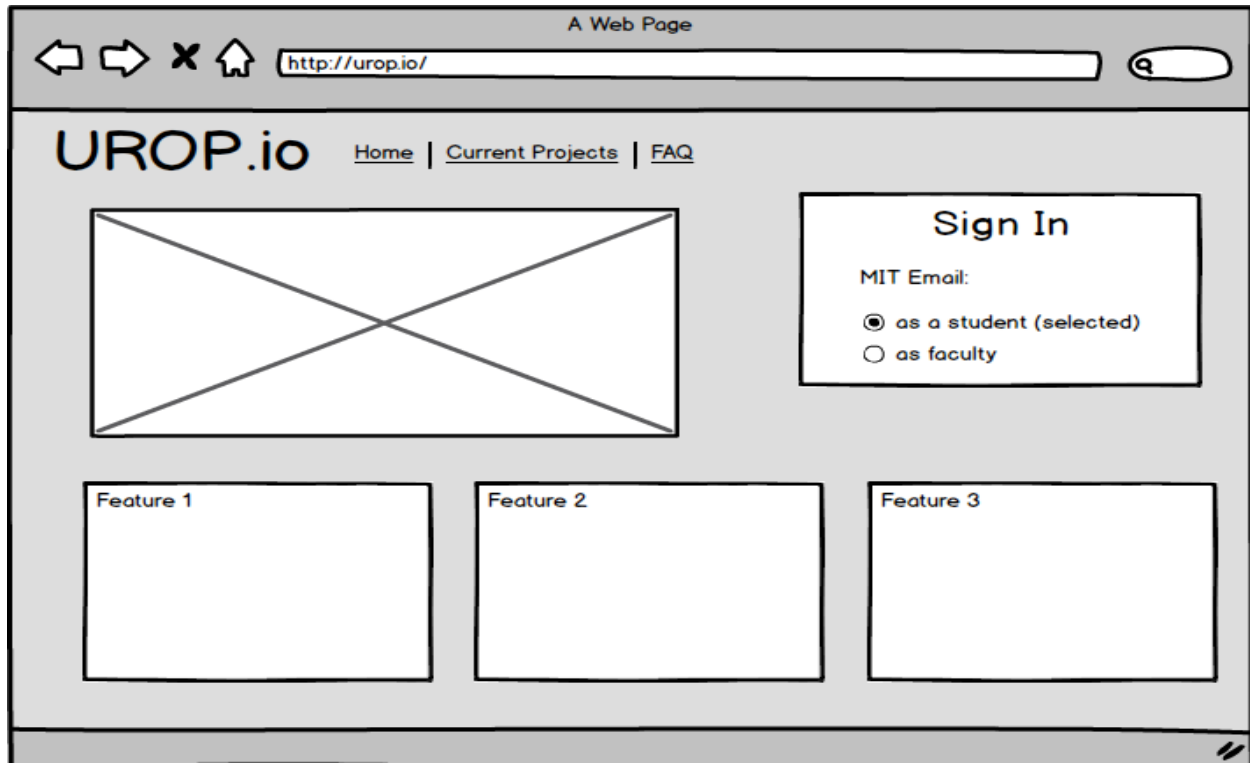 A Web Page
http://urop.io/
UROP.io Home | Current Projects | FAQ
Sign In
MIT Email:
as a student (selected)
as faculty
Feature 1
Feature 2
Feature 3